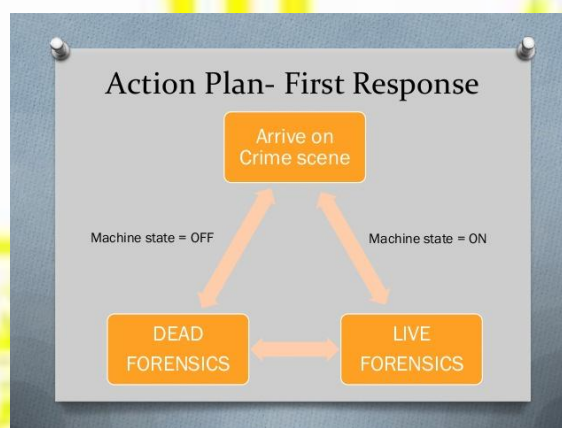 Action Plan- First Response
Arrive on
Crime scene
Machine state = OFF
Machine state = ON
DEAD
FORENSICS
LIVE
FORENSICS